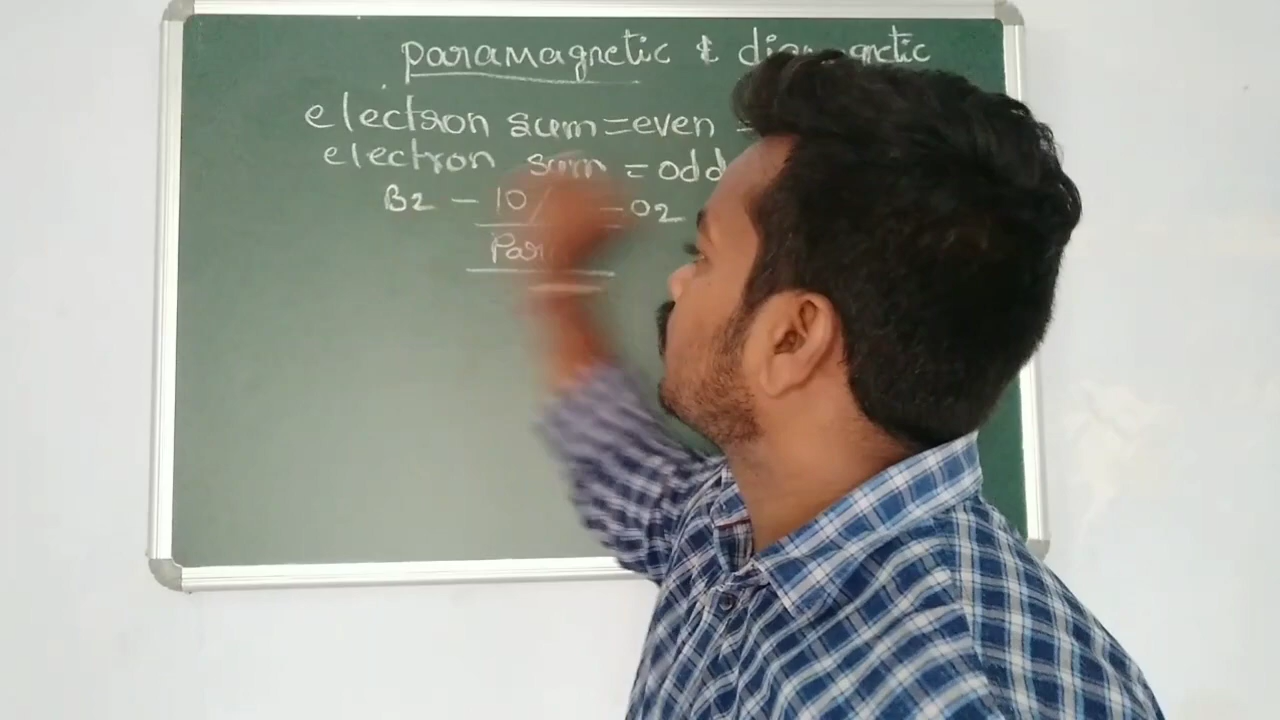 paramagnetic & diamagnetic
electron sum = even -
electron sum = odd
B2 - 10/ - O2
Par